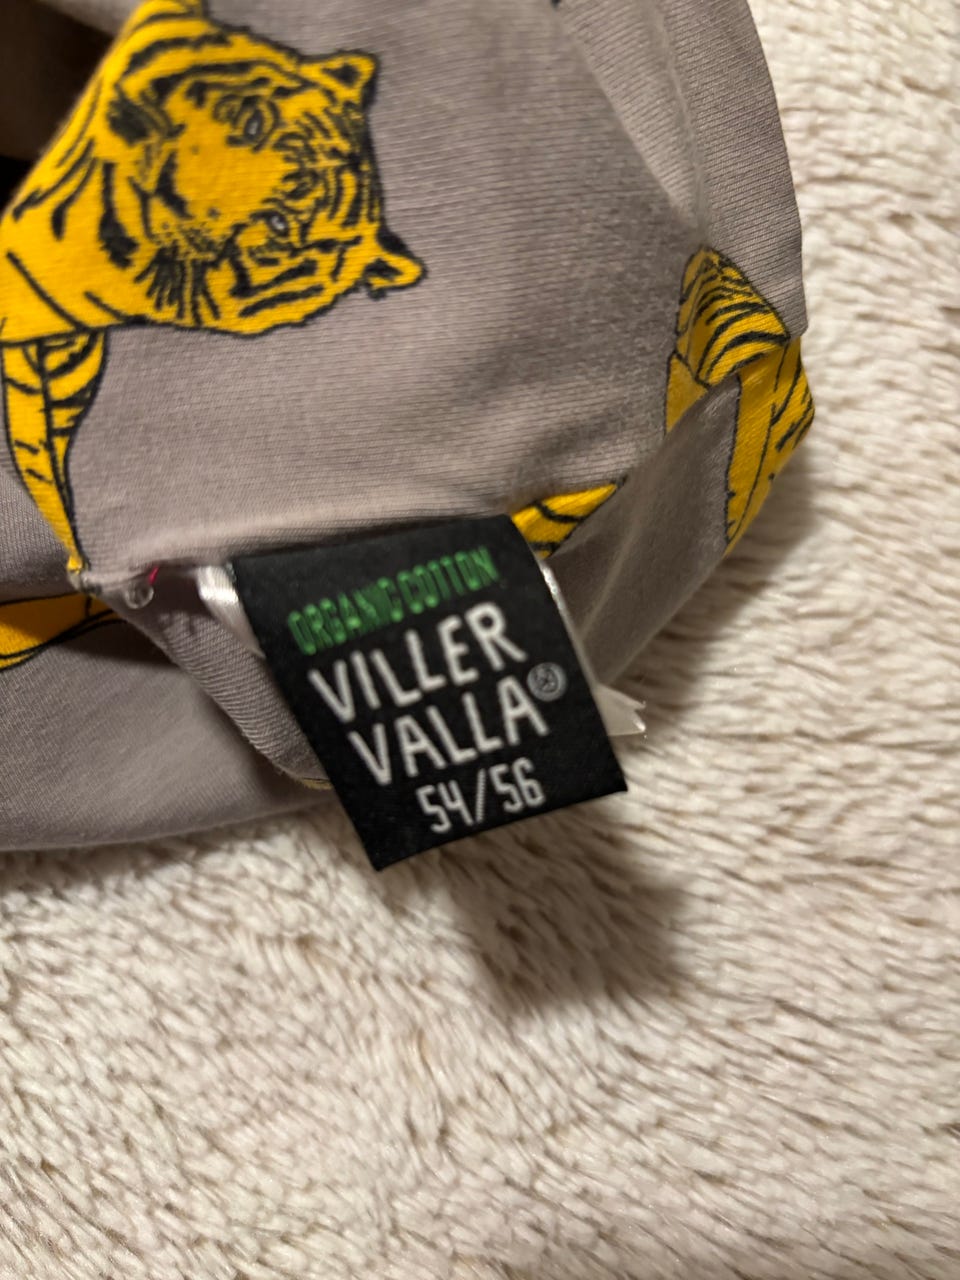 ORGANIC COTTON
VILLER
VALLA®
54/56